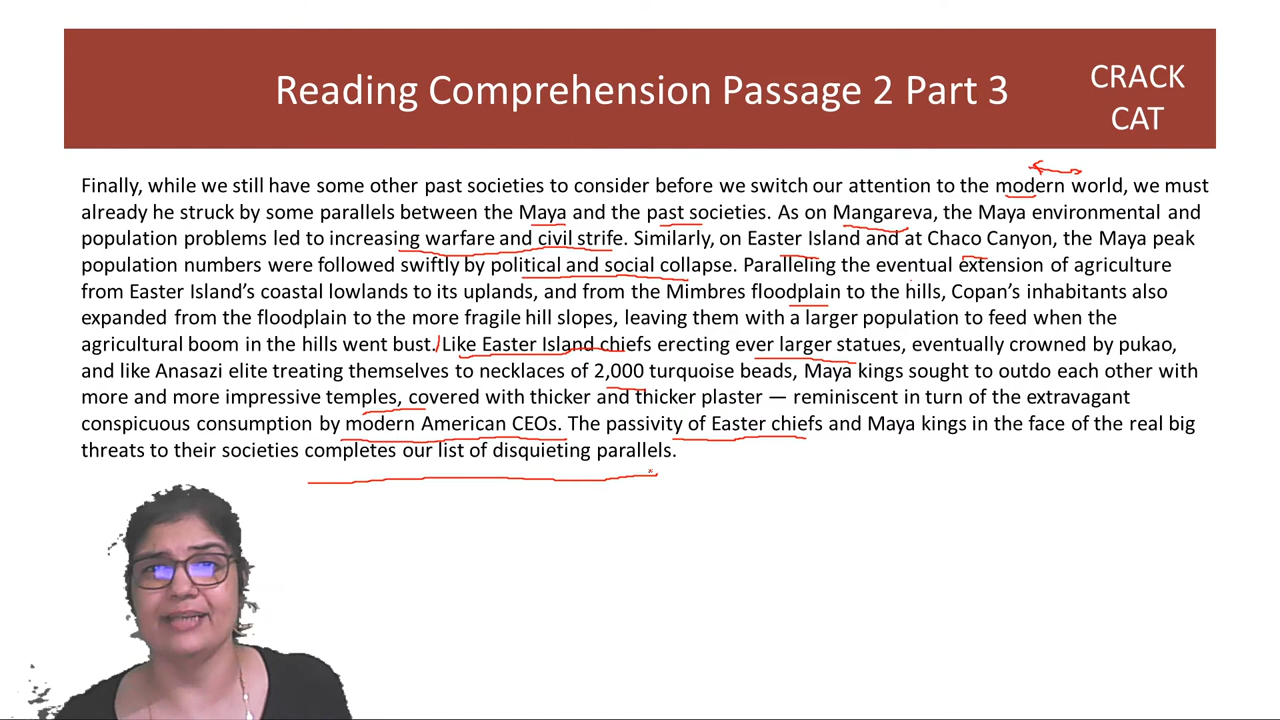 Reading Comprehension Passage 2 Part 3
CRACK
CAT
Finally, while we still have some other past societies to consider before we switch our attention to the modern world, we must
already he struck by some parallels between the Maya and the past societies. As on Mangareva, the Maya environmental and
population problems led to increasing warfare and civil strife. Similarly, on Easter Island and at Chaco Canyon, the Maya peak
population numbers were followed swiftly by political and social collapse. Paralleling the eventual extension of agriculture
from Easter Island’s coastal lowlands to its uplands, and from the Mimbres floodplain to the hills, Copan’s inhabitants also
expanded from the floodplain to the more fragile hill slopes, leaving them with a larger population to feed when the
agricultural boom in the hills went bust. Like Easter Island chiefs erecting ever larger statues, eventually crowned by pukao,
and like Anasazi elite treating themselves to necklaces of 2,000 turquoise beads, Maya kings sought to outdo each other with
more and more impressive temples, covered with thicker and thicker plaster — reminiscent in turn of the extravagant
conspicuous consumption by modern American CEOs. The passivity of Easter chiefs and Maya kings in the face of the real big
threats to their societies completes our list of disquieting parallels.